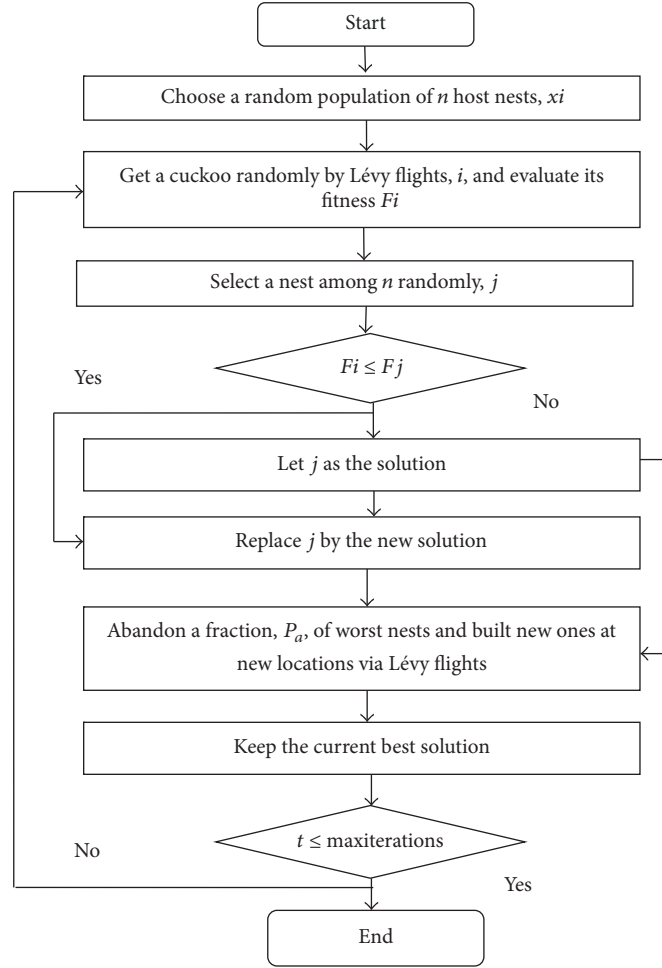 Start
Choose a random population of n host nests, xi
Get a cuckoo randomly by Lévy flights, i, and evaluate its
fitness Fi
Select a nest among n randomly, j
Fi ≤ Fj
Yes
No
Let j as the solution
Replace j by the new solution
Abandon a fraction, Pa, of worst nests and built new ones at
new locations via Lévy flights
Keep the current best solution
t ≤ maxiterations
No
Yes
End